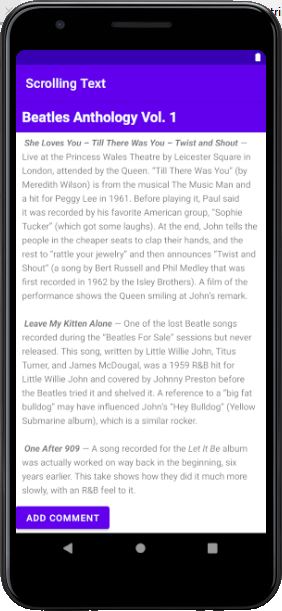 tri
Scrolling Text
Beatles Anthology Vol. 1
She Loves You – Till There Was You – Twist and Shout —
Live at the Princess Wales Theatre by Leicester Square in
London, attended by the Queen. “Till There Was You” (by
Meredith Wilson) is from the musical The Music Man and
a hit for Peggy Lee in 1961. Before playing it, Paul said
it was recorded by his favorite American group, “Sophie
Tucker” (which got some laughs). At the end, John tells the
people in the cheaper seats to clap their hands, and the
rest to “rattle your jewelry” and then announces “Twist and
Shout” (a song by Bert Russell and Phil Medley that was
first recorded in 1962 by the Isley Brothers). A film of the
performance shows the Queen smiling at John’s remark.
Leave My Kitten Alone — One of the lost Beatle songs
recorded during the “Beatles For Sale” sessions but never
released. This song, written by Little Willie John, Titus
Turner, and James McDougal, was a 1959 R&B hit for
Little Willie John and covered by Johnny Preston before
the Beatles tried it and shelved it. A reference to a “big fat
bulldog” may have influenced John’s “Hey Bulldog” (Yellow
Submarine album), which is a similar rocker.
One After 909 — A song recorded for the Let It Be album
was actually worked on way back in the beginning, six
years earlier. This take shows how they did it much more
slowly, with an R&B feel to it.
ADD COMMENT